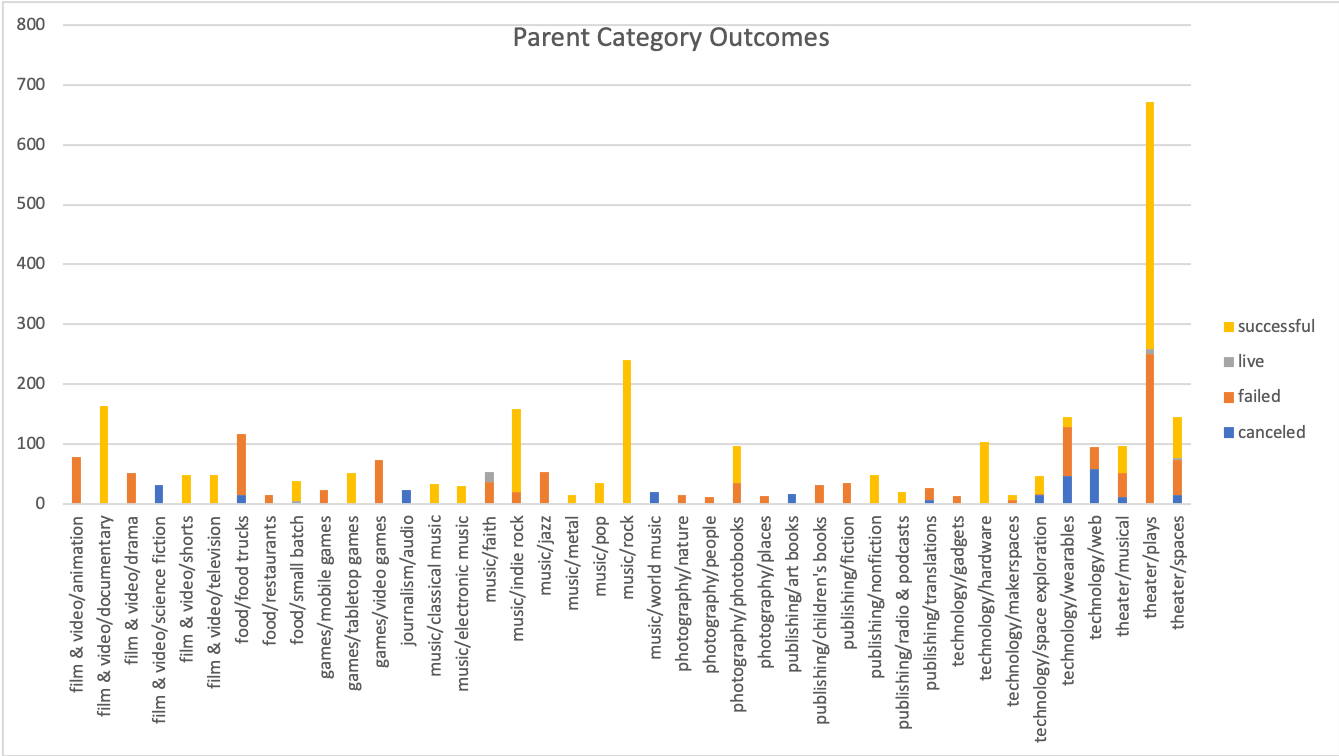 Parent Category Outcomes
800
700
600
500
400
300
200
100
0
film & video/animation
film & video/documentary
film & video/drama
film & video/science fiction
film & video/shorts
film & video/television
food/food trucks
food/restaurants
food/small batch
games/mobile games
games/tabletop games
games/video games
journalism/audio
music/classical music
music/electronic music
music/faith
music/indie rock
music/jazz
music/metal
music/pop
music/rock
music/world music
photography/nature
photography/people
photography/photobooks
photography/places
publishing/art books
publishing/children's books
publishing/fiction
publishing/nonfiction
publishing/radio & podcasts
publishing/translations
technology/gadgets
technology/hardware
technology/makerspaces
technology/space exploration
technology/wearables
technology/web
theater/musical
theater/plays
theater/spaces
successful
live
failed
canceled